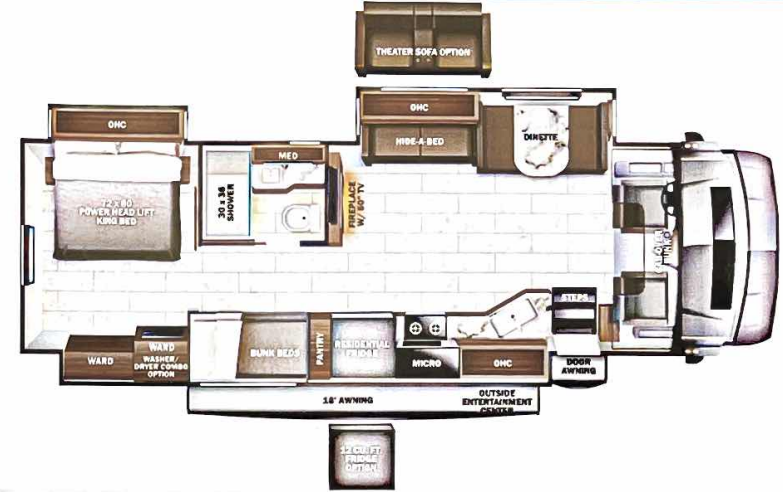 THEATER SOFA OPTION
OHC
OHC
HIDE-A-BED
DINETTE
MED
30 x 36
SHOWER
FIREPLACE
W/ 50" TV
72 x 80
POWER HEAD LIFT
KING BED
STEPS
WARD
WARD
WASHER/
DRYER COMBO
OPTION
BUNK BEDS
PANTRY
RESIDENTIAL
FRIDGE
MICRO
OHC
DOOR
AWNING
18' AWNING
OUTSIDE
ENTERTAINMENT
CENTER
12 CU. FT.
FRIDGE
OPTION